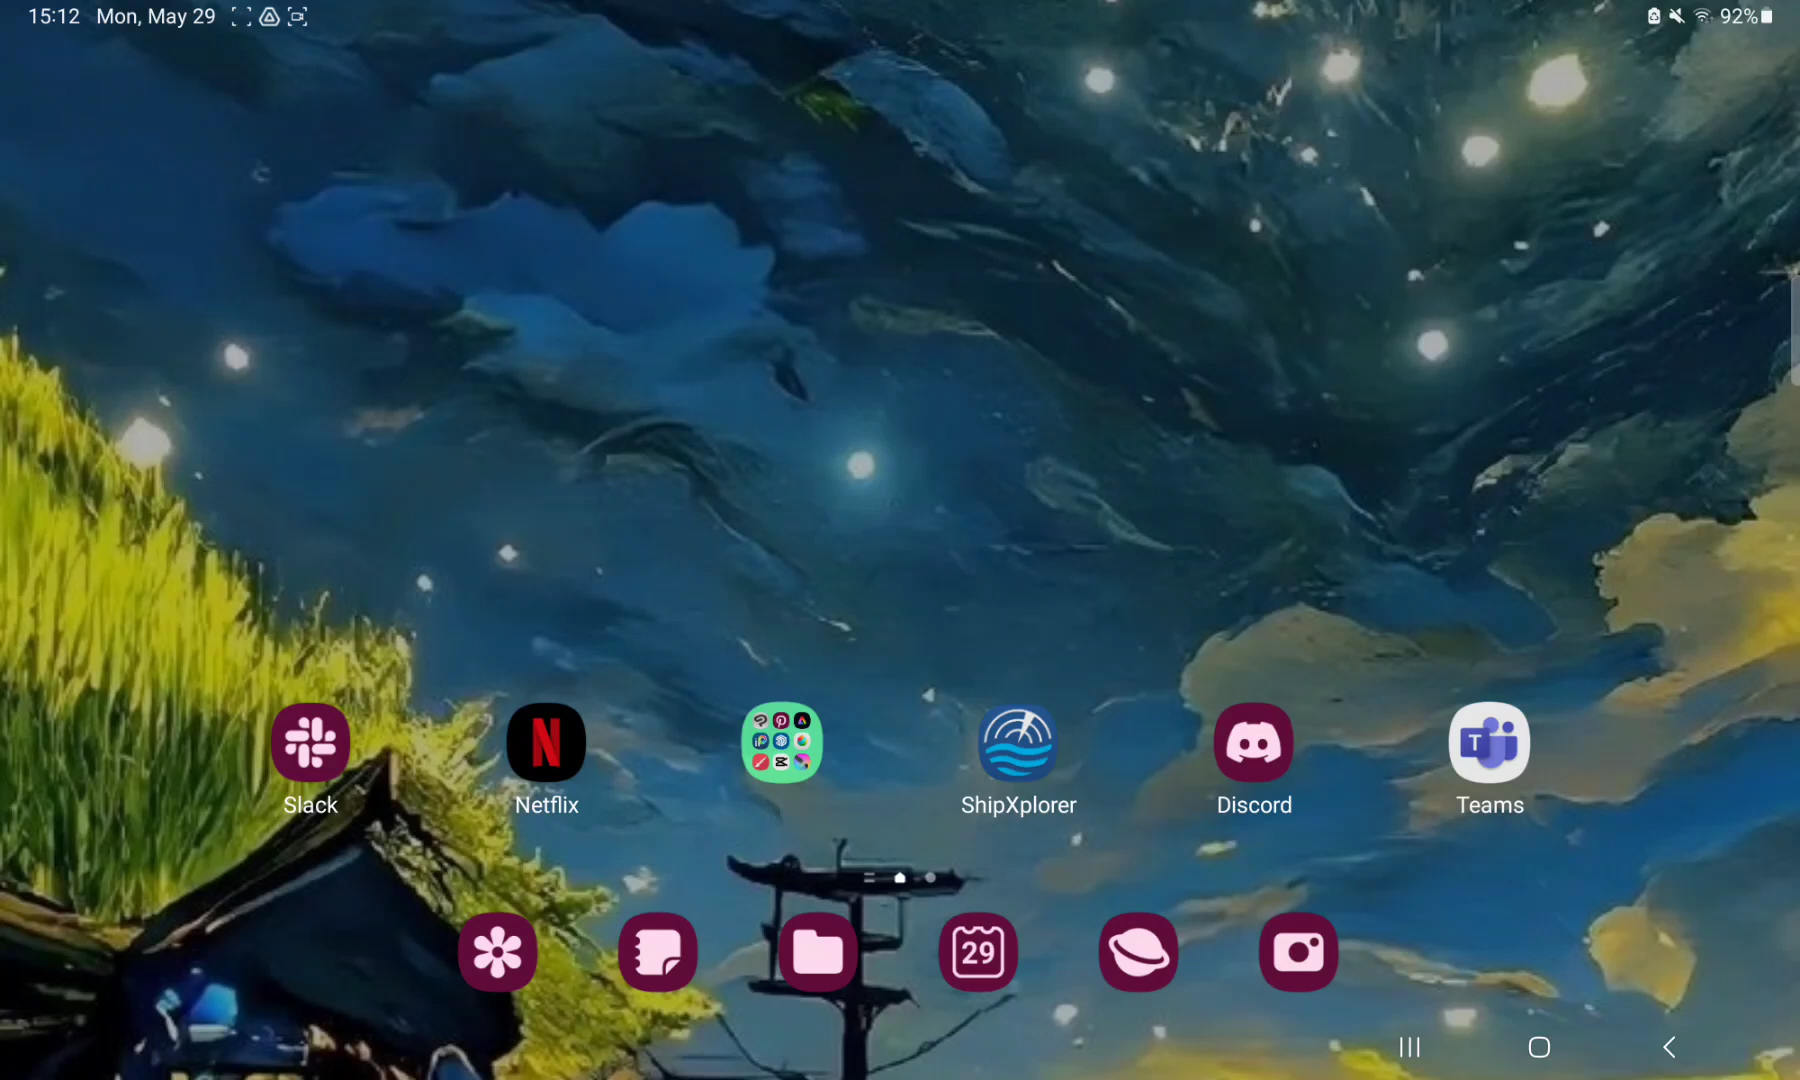 15:12 Mon, May 29
92%
Slack
Netflix
ShipXplorer
Discord
Teams
29